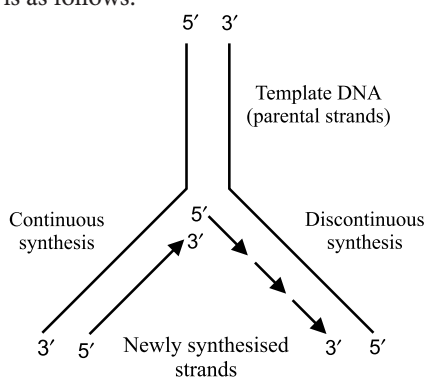 is as follows:
5′ 3′
Template DNA
(parental strands)
Continuous
synthesis
5′
3′
Discontinuous
synthesis
3′ 5′
Newly synthesised
strands
3′ 5′